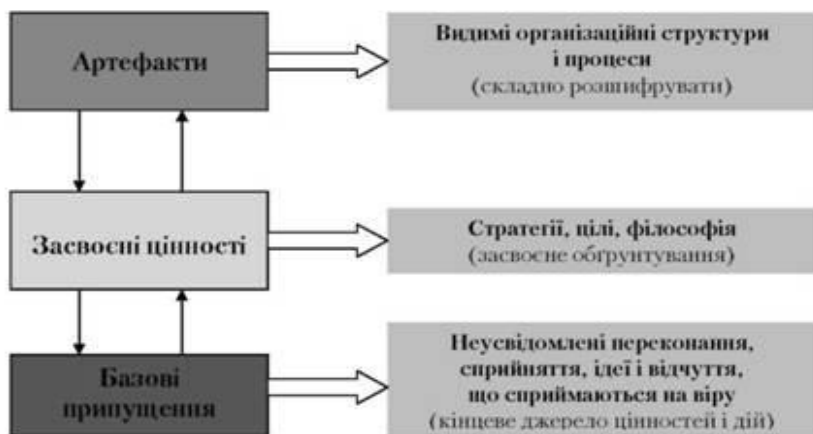 Артефакти
Видимі організаційні структури
і процеси
(складно розшифрувати)
Засвоєні цінності
Стратегії, цілі, філософія
(засвоєне обґрунтування)
Базові
припущення
Неусвідомлені переконання,
сприйняття, ідеї і відчуття,
що сприймаються на віру
(кінцеве джерело цінностей і дій)